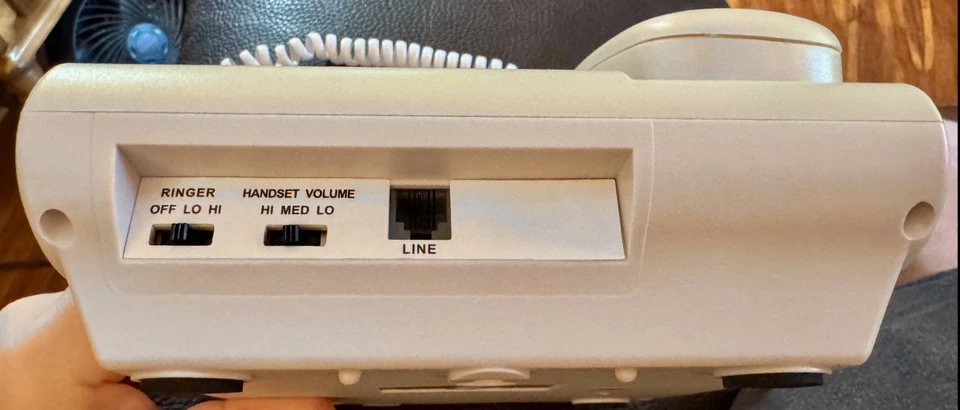 RINGER
OFF LO HI
HANDSET VOLUME
HI MED LO
LINE